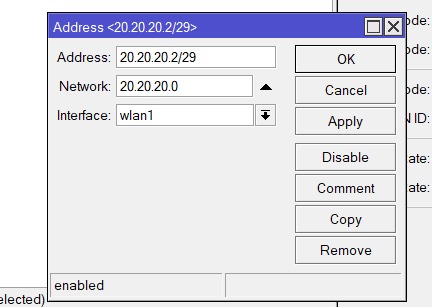 Address <20.20.20.2/29>
Address: 20.20.20.2/29
OK
Network: 20.20.20.0
Cancel
Interface: wlan1
Apply
Disable
Comment
Copy
Remove
enabled
elected)
ode:
ode:
ode:
N ID:
ate:
ate: